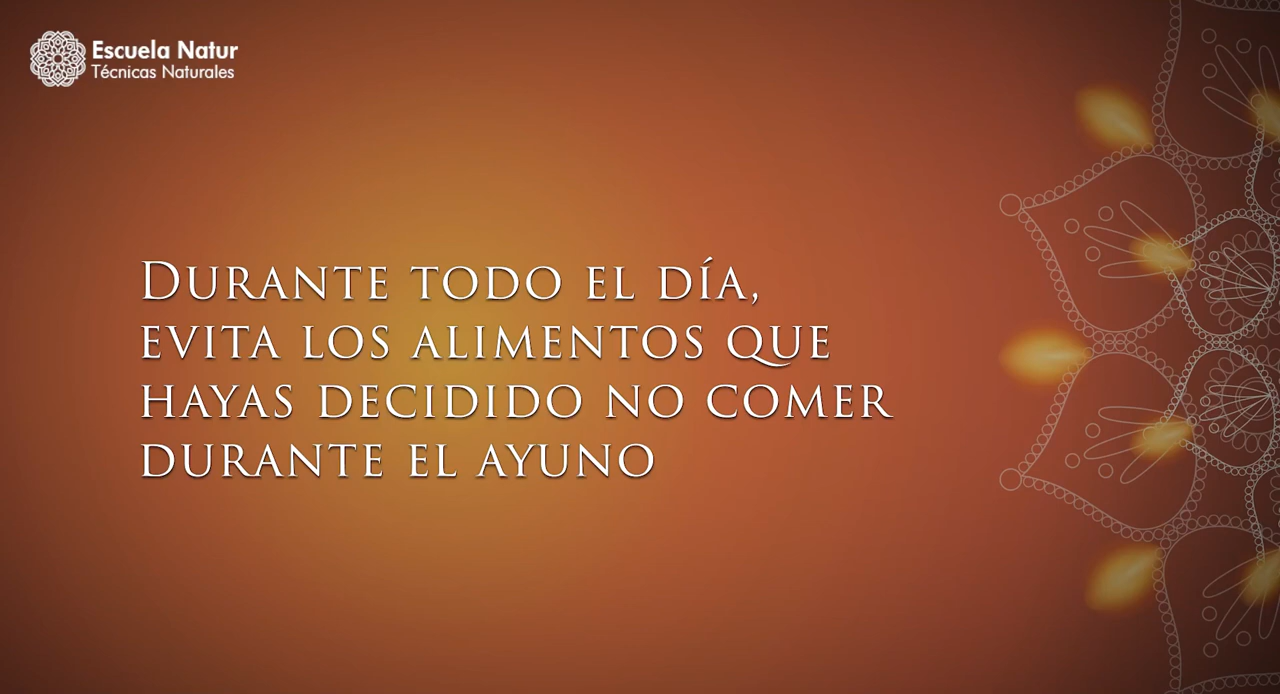 Escuela Natur
Técnicas Naturales
Durante todo el día,
evita los alimentos que
hayas decidido no comer
durante el ayuno